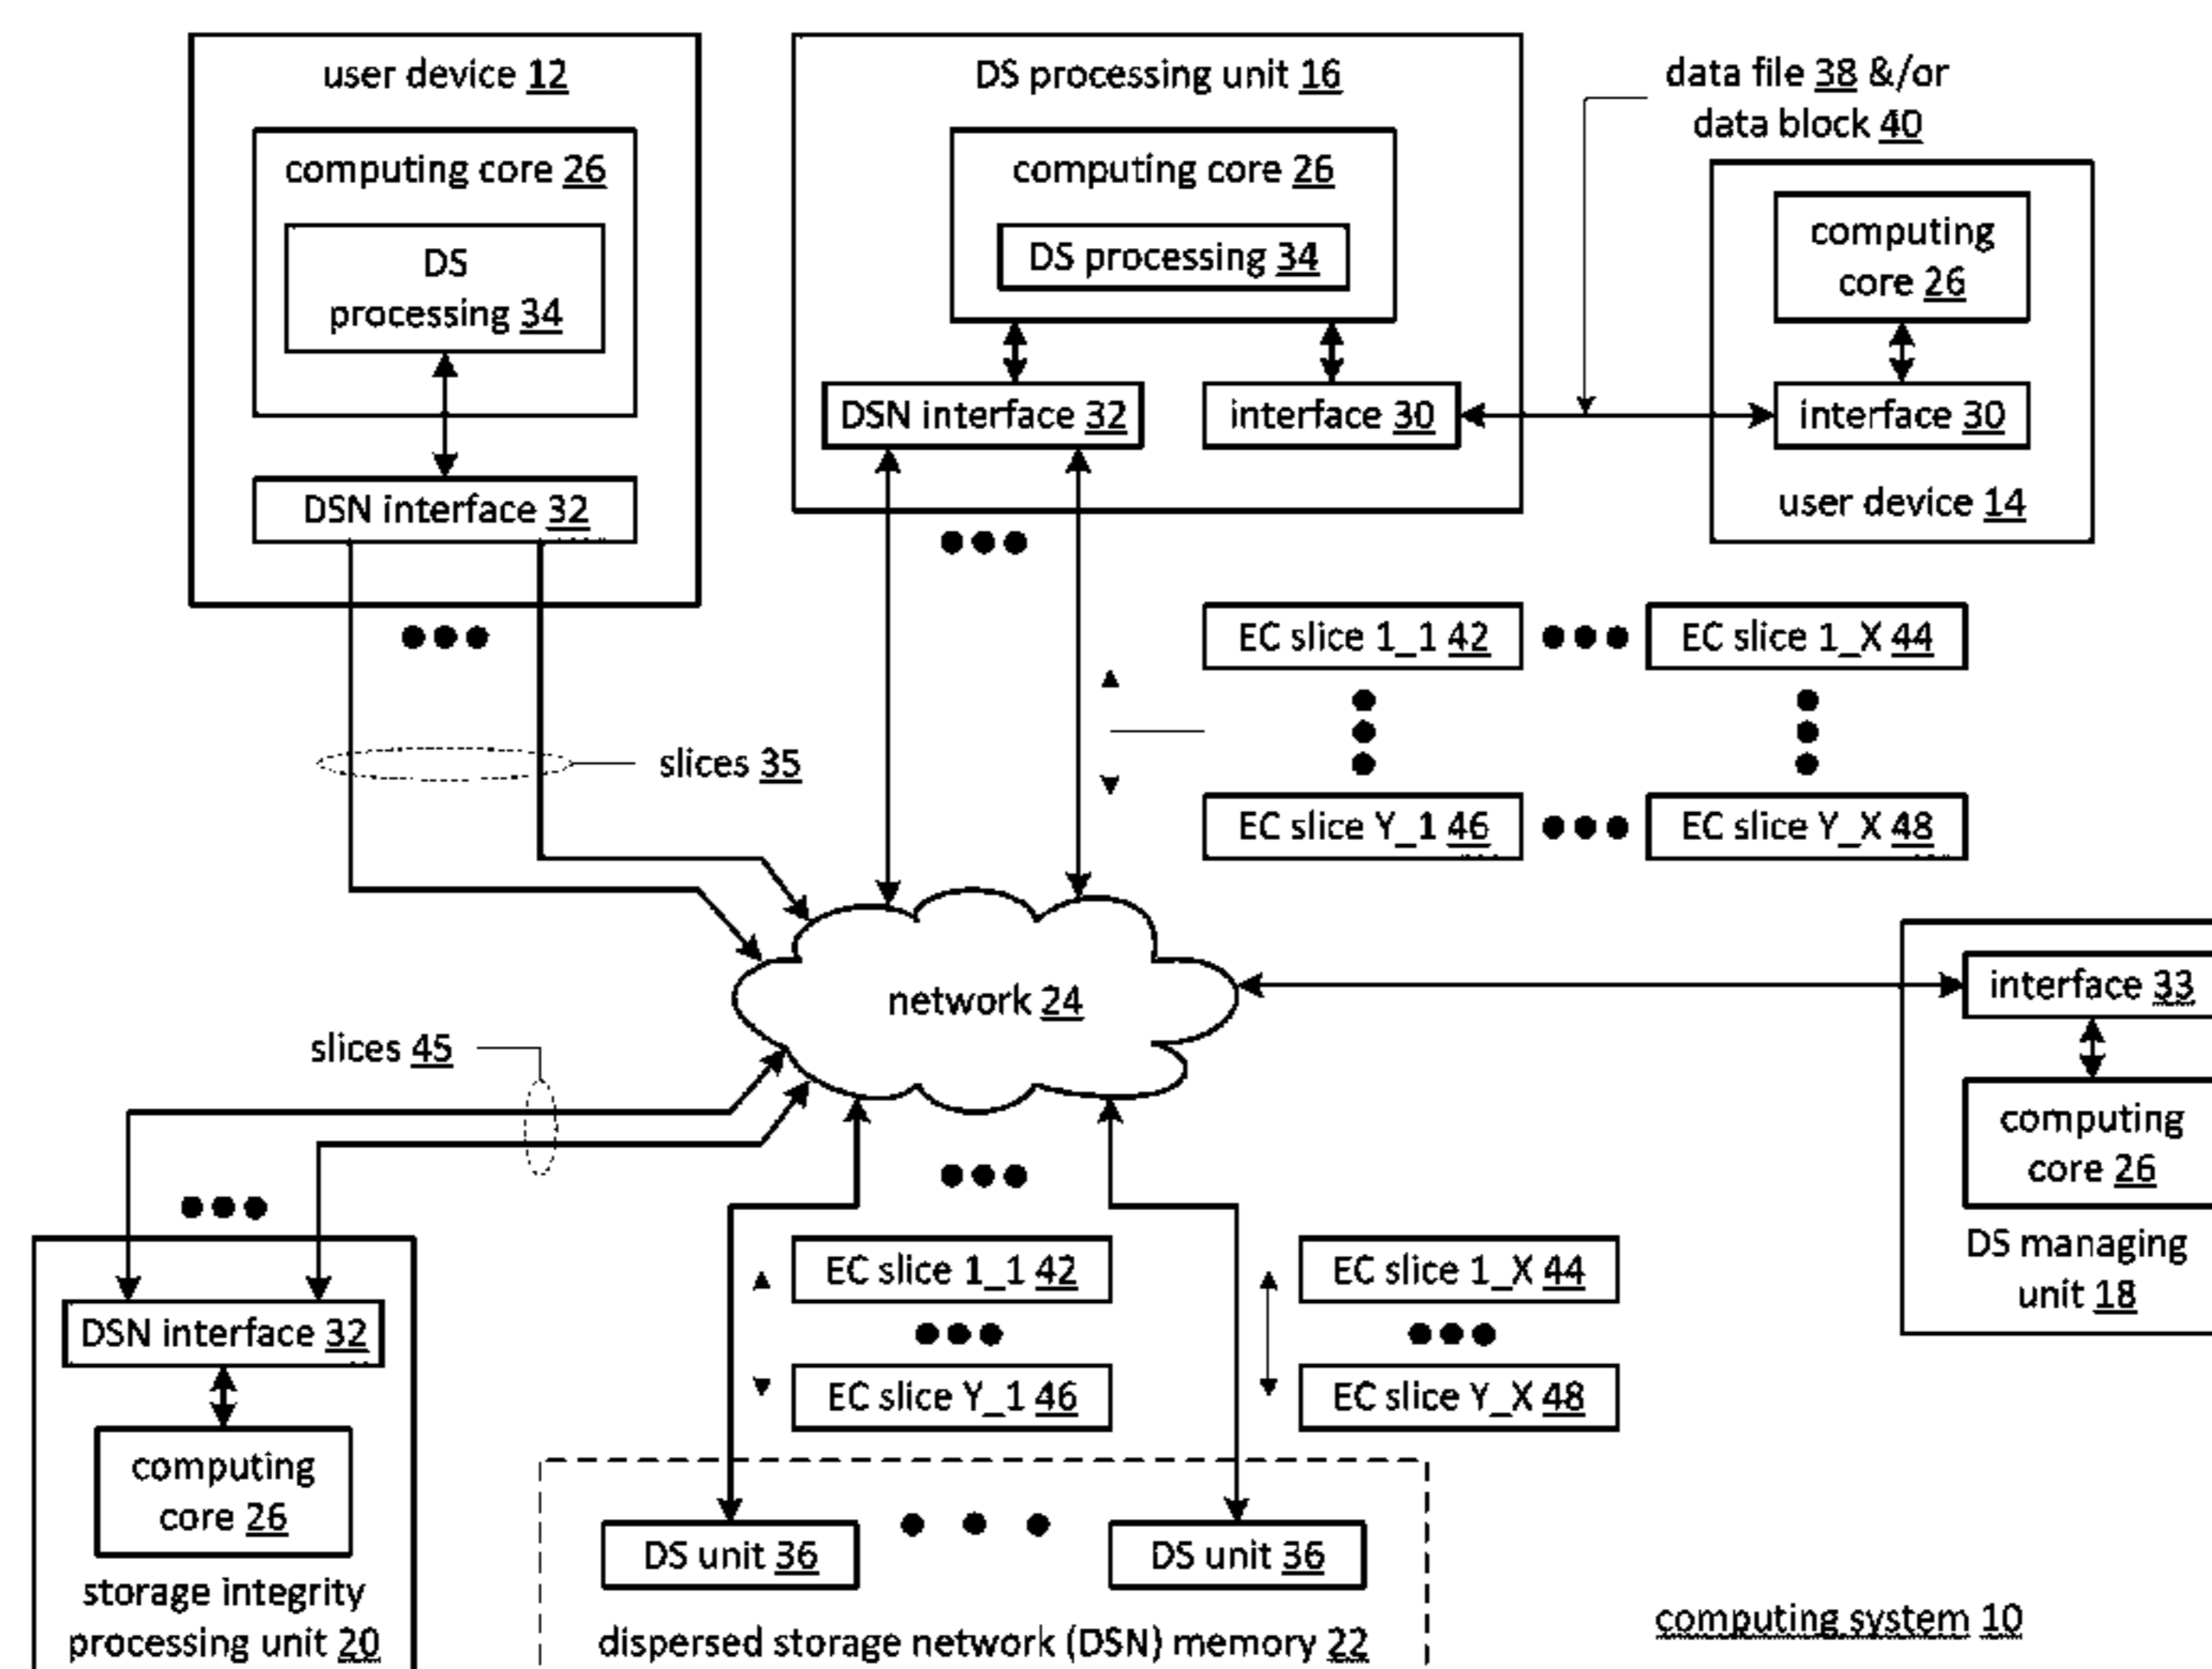 user device 12
computing core 26
DS
processing 34
DSN interface 32
DS processing unit 16
computing core 26
DS processing 34
DSN interface 32
interface 30
data file 38 &/or
data block 40
computing
core 26
interface 30
user device 14
EC slice 1_1 42
EC slice 1_X 44
slices 35
EC slice Y_1 46
EC slice Y_X 48
network 24
interface 33
computing
core 26
DS managing
unit 18
slices 45
DSN interface 32
computing
core 26
storage integrity
processing unit 20
EC slice 1_1 42
EC slice 1_X 44
EC slice Y_1 46
EC slice Y_X 48
DS unit 36
DS unit 36
dispersed storage network (DSN) memory 22
computing system 10